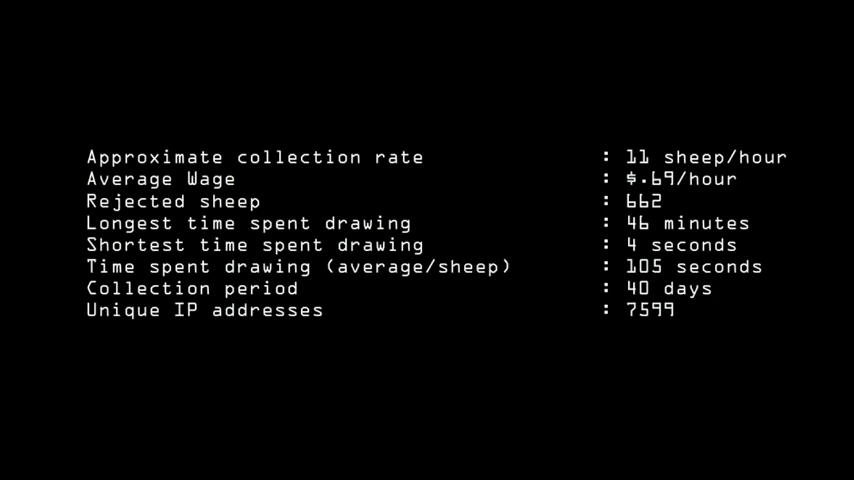 Approximate collection rate : 11 sheep/hour
Average Wage : $.69/hour
Rejected sheep : 662
Longest time spent drawing : 46 minutes
Shortest time spent drawing : 4 seconds
Time spent drawing (average/sheep) : 105 seconds
Collection period : 40 days
Unique IP addresses : 7599